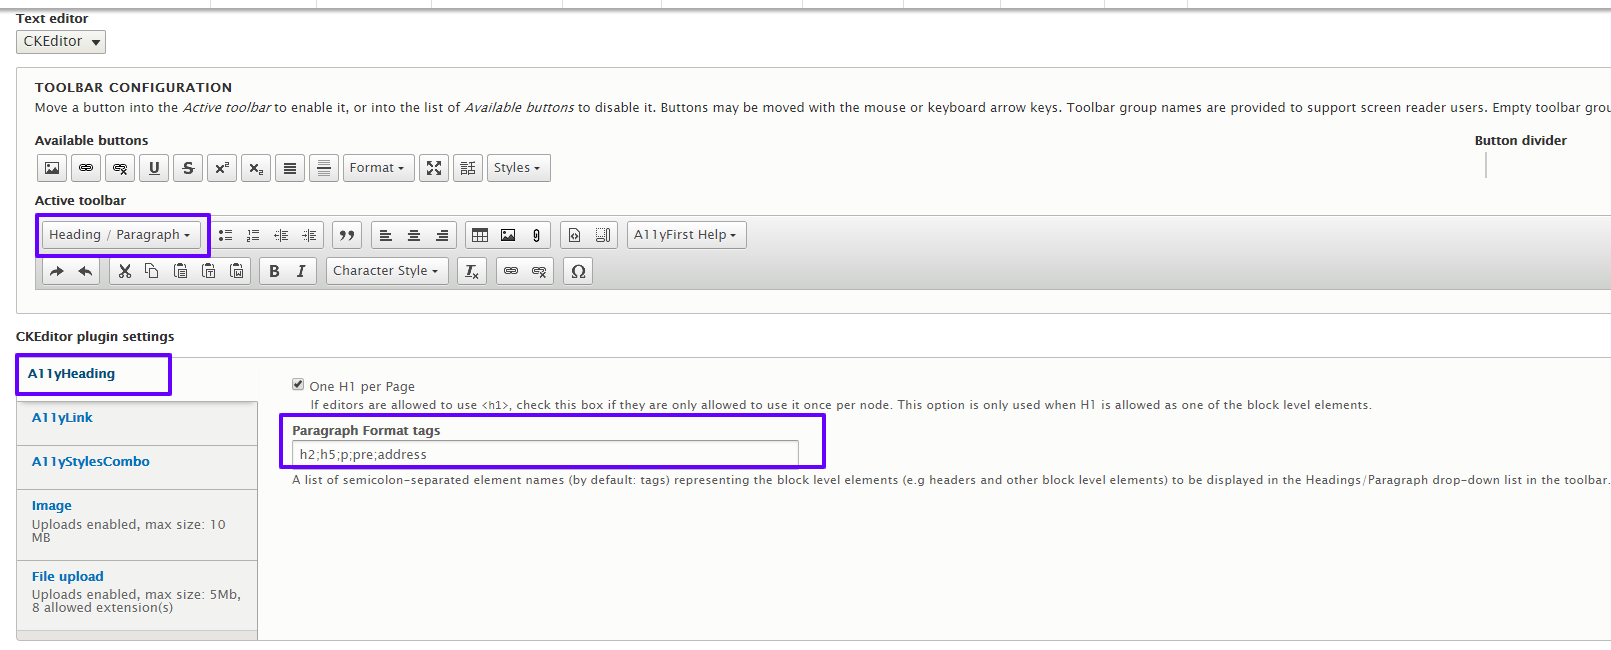 Text editor
CKEditor
TOOLBAR CONFIGURATION
Move a button into the Active toolbar to enable it, or into the list of Available buttons to disable it. Buttons may be moved with the mouse or keyboard arrow keys. Toolbar group names are provided to support screen reader users. Empty toolbar grou
Available buttons
Button divider
U S x² x₂ Format 話 Styles
Active toolbar
Heading / Paragraph ” A11yFirst Help
B I Character Style Ix Ω
CKEditor plugin settings
A11yHeading
One H1 per Page
If editors are allowed to use <h1>, check this box if they are only allowed to use it once per node. This option is only used when H1 is allowed as one of the block level elements.
Paragraph Format tags
h2;h5;p;pre;address
A list of semicolon-separated element names (by default: tags) representing the block level elements (e.g headers and other block level elements) to be displayed in the Headings/Paragraph drop-down list in the toolbar.
A11yLink
A11yStylesCombo
Image
Uploads enabled, max size: 10
MB
File upload
Uploads enabled, max size: 5Mb,
8 allowed extension(s)